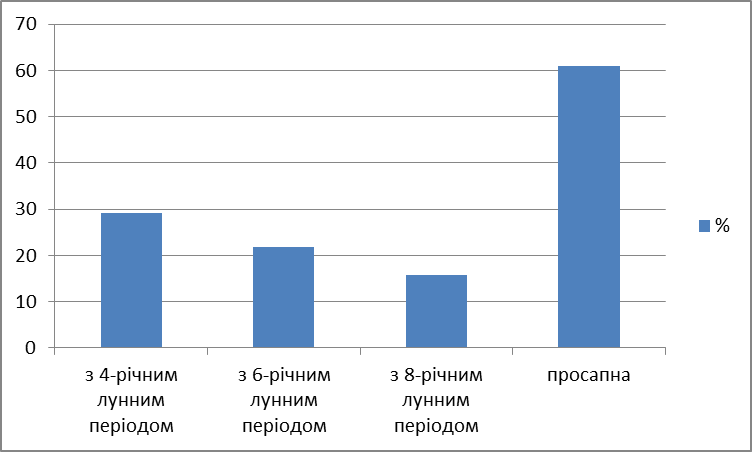 70
60
50
40
30
20
10
0
%
з 4-річним
лунним
періодом
з 6-річним
лунним
періодом
з 8-річним
лунним
періодом
просапна